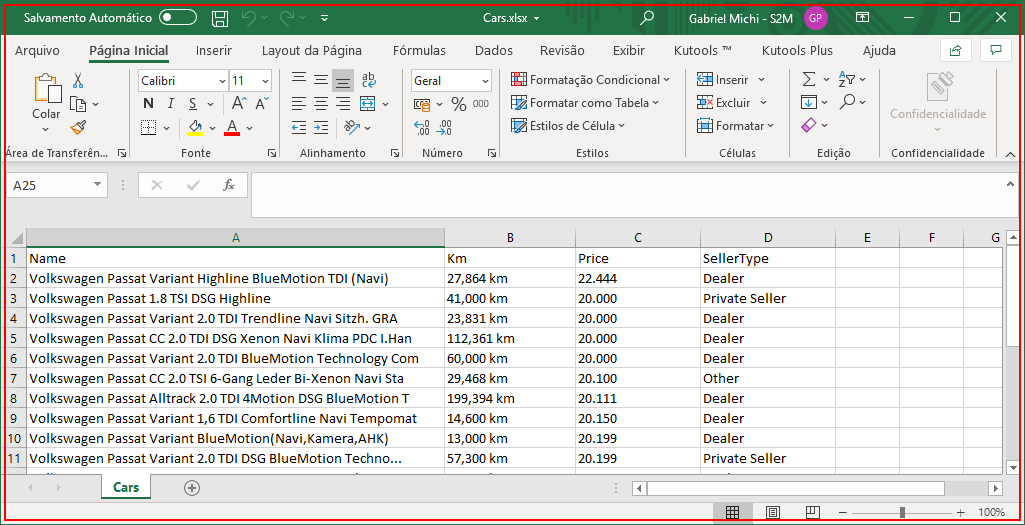 Salvamento Automático Cars.xlsx Gabriel Michi - S2M GP
Arquivo Página Inicial Inserir Layout da Página Fórmulas Dados Revisão Exibir Kutools ™ Kutools Plus Ajuda
Calibri 11 ab c Geral Formatação Condicional Inserir
Colar N I S A A % 000 Formatar como Tabela Excluir Confidencialidade
A Estilos de Célula Formatar
Área de Transferên... Fonte Alinhamento Número Estilos Células Edição Confidencialidade
A25 fx
A B C D E F G
1 Name Km Price SellerType
2 Volkswagen Passat Variant Highline BlueMotion TDI (Navi) 27,864 km 22.444 Dealer
3 Volkswagen Passat 1.8 TSI DSG Highline 41,000 km 20.000 Private Seller
4 Volkswagen Passat Variant 2.0 TDI Trendline Navi Sitzh. GRA 23,831 km 20.000 Dealer
5 Volkswagen Passat CC 2.0 TDI DSG Xenon Navi Klima PDC I.Han 112,361 km 20.000 Dealer
6 Volkswagen Passat Variant 2.0 TDI BlueMotion Technology Com 60,000 km 20.000 Dealer
7 Volkswagen Passat CC 2.0 TSI 6-Gang Leder Bi-Xenon Navi Sta 29,468 km 20.100 Other
8 Volkswagen Passat Alltrack 2.0 TDI 4Motion DSG BlueMotion T 199,394 km 20.111 Dealer
9 Volkswagen Passat Variant 1,6 TDI Comfortline Navi Tempomat 14,600 km 20.150 Dealer
10 Volkswagen Passat Variant BlueMotion(Navi,Kamera,AHK) 13,000 km 20.199 Dealer
11 Volkswagen Passat Variant 2.0 TDI DSG BlueMotion Techno... 57,300 km 20.199 Private Seller
Cars
100%